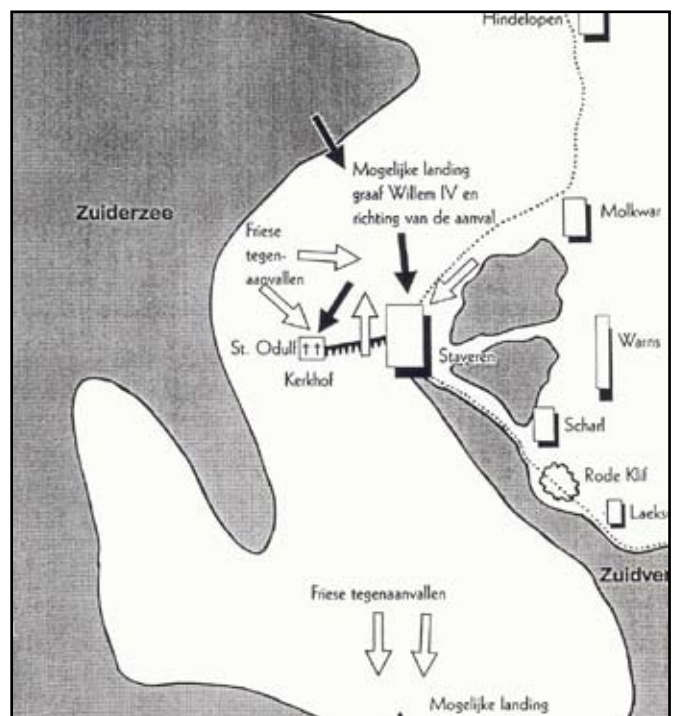 Hindelopen
Mogelijke landing
graaf Willem IV en
richting van de aanval
Zuiderzee
Molkwar
Friese
tegen-
aanvallen
St. Odulf
Kerkhof
Staveren
Warns
Scharl
Rode Klif
Laeks
Zuidver
Friese tegenaanvallen
Mogelijke landing